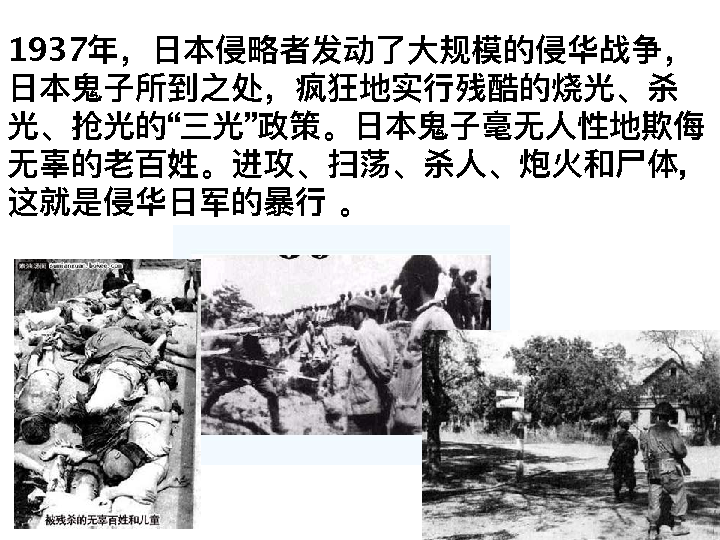 1937年，日本侵略者发动了大规模的侵华战争，
日本鬼子所到之处，疯狂地实行残酷的烧光、杀
光、抢光的“三光”政策。日本鬼子毫无人性地欺侮
无辜的老百姓。进攻、扫荡、杀人、炮火和尸体,
这就是侵华日军的暴行 。
被残杀的无辜百姓和儿童